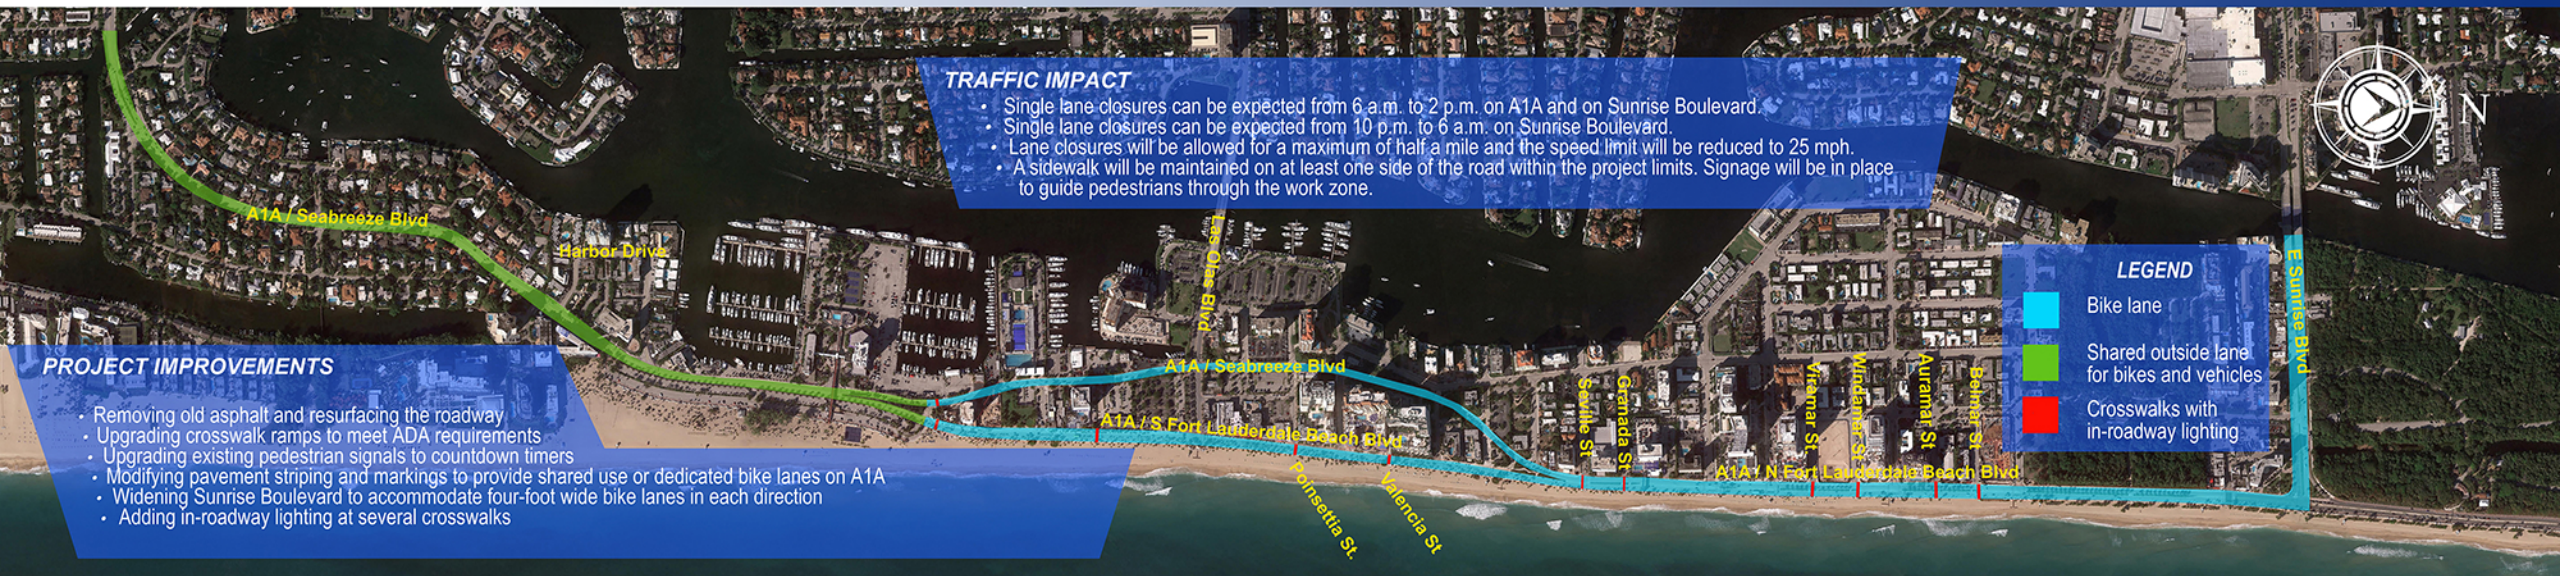 TRAFFIC IMPACT
• Single lane closures can be expected from 6 a.m. to 2 p.m. on A1A and on Sunrise Boulevard.
• Single lane closures can be expected from 10 p.m. to 6 a.m. on Sunrise Boulevard.
• Lane closures will be allowed for a maximum of half a mile and the speed limit will be reduced to 25 mph.
• A sidewalk will be maintained on at least one side of the road within the project limits. Signage will be in place
to guide pedestrians through the work zone.
N
A1A / Seabreeze Blvd
Harbor Drive
Las Olas Blvd
E Sunrise Blvd
LEGEND
Bike lane
Shared outside lane
for bikes and vehicles
Crosswalks with
in-roadway lighting
PROJECT IMPROVEMENTS
• Removing old asphalt and resurfacing the roadway
• Upgrading crosswalk ramps to meet ADA requirements
• Upgrading existing pedestrian signals to countdown timers
• Modifying pavement striping and markings to provide shared use or dedicated bike lanes on A1A
• Widening Sunrise Boulevard to accommodate four-foot wide bike lanes in each direction
• Adding in-roadway lighting at several crosswalks
A1A / Seabreeze Blvd
A1A / S Fort Lauderdale Beach Blvd
Poinsettia St.
Valencia St
Seville St
Granada St
Viramar St
Windamar St
Auramar St
Belmar St
A1A / N Fort Lauderdale Beach Blvd